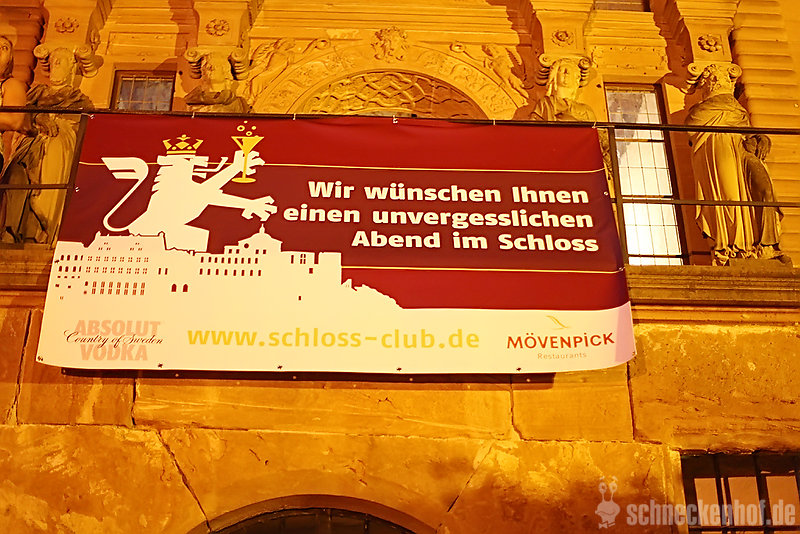 Wir wünschen Ihnen
einen unvergesslichen
Abend im Schloss
ABSOLUT
Country of Sweden
VODKA
www.schloss-club.de
MÖVENPICK
Restaurants
schneckenhof.de